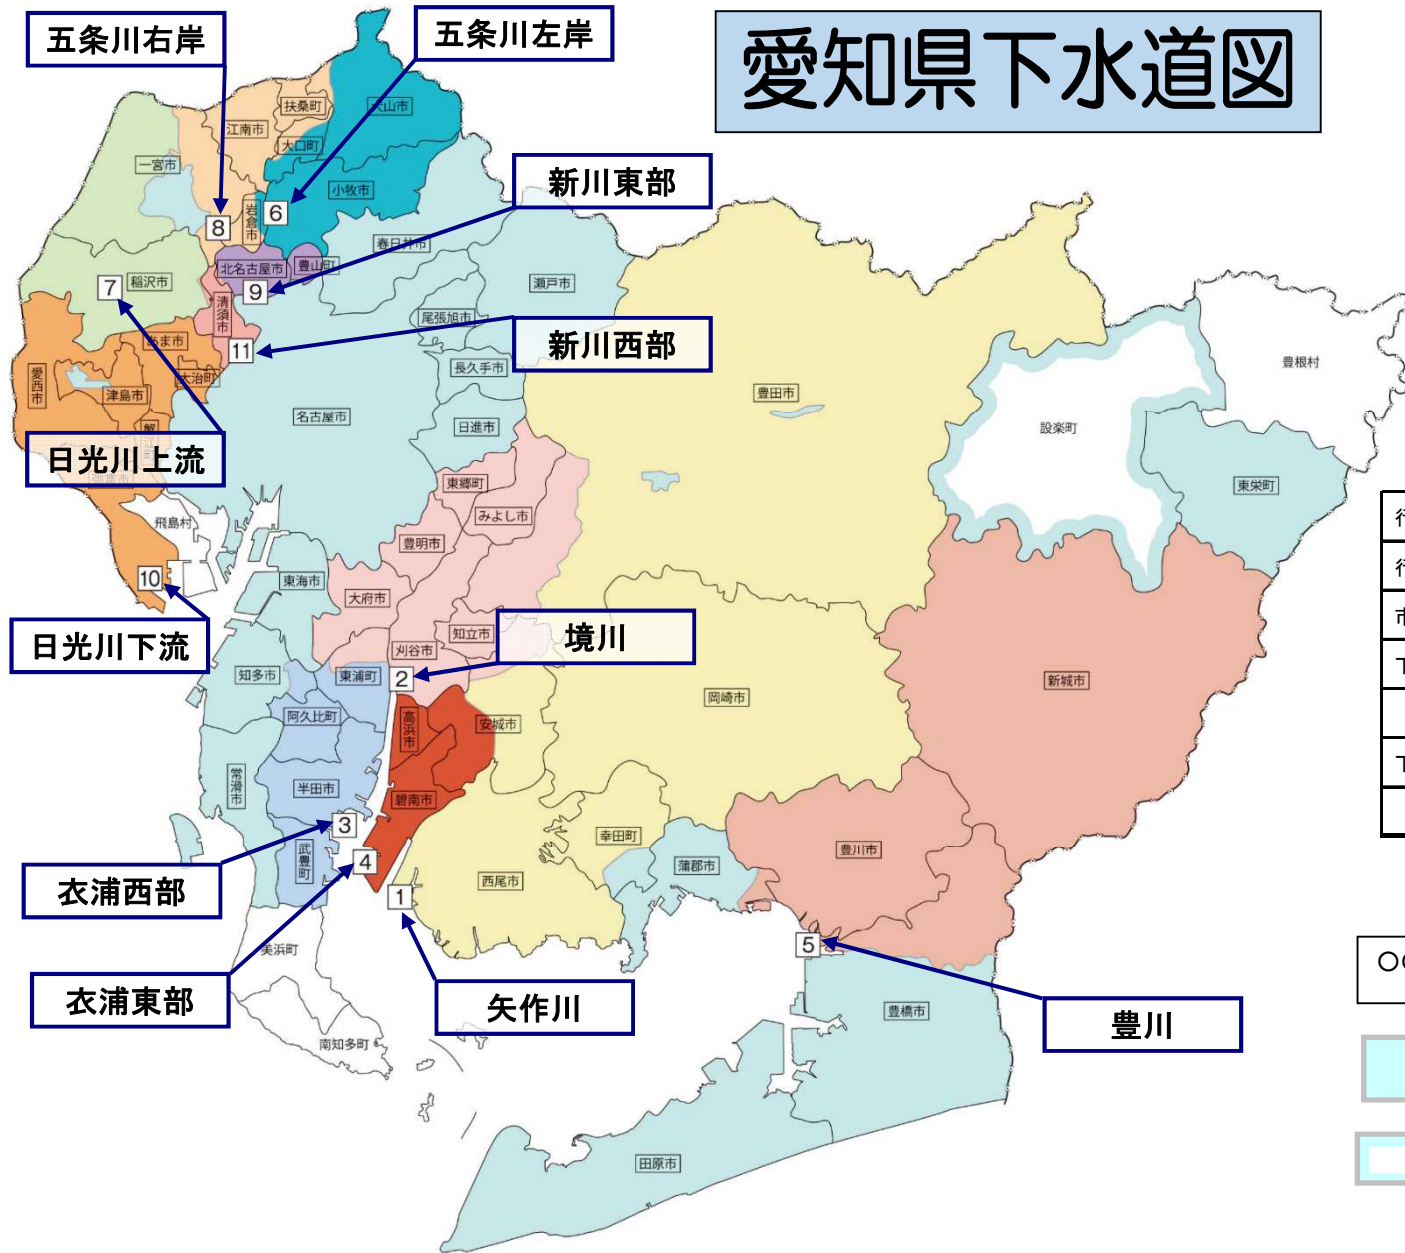 愛知県下水道図
五条川右岸
五条川左岸
扶桑町
犬山市
江南市
大口町
一宮市
小牧市
新川東部
6
岩倉市
8
春日井市
北名古屋市
豊山町
7
稲沢市
9
瀬戸市
清須市
尾張旭市
あま市
11
新川西部
豊根村
愛西市
大治町
長久手市
津島市
豊田市
名古屋市
日進市
設楽町
日光川上流
東郷町
東栄町
みよし市
飛島村
豊明市
10
東海市
大府市
日光川下流
知立市
境川
刈谷市
知多市
東浦町
2
新城市
岡崎市
阿久比町
高浜市
安城市
常滑市
半田市
碧南市
3
幸田町
豊川市
武豊町
4
蒲郡市
衣浦西部
西尾市
1
美浜町
5
衣浦東部
矢作川
豊橋市
豊川
南知多町
田原市